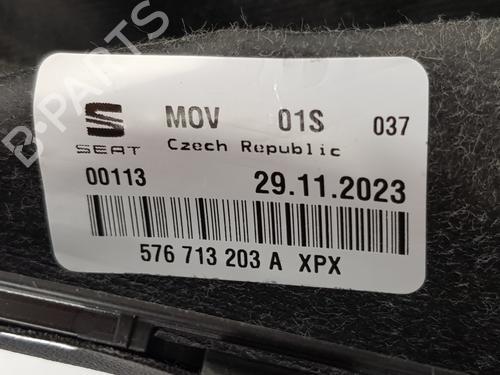 MOV 01S 037
SEAT Czech Republic
00113 29.11.2023
576 713 203 A XPX
B-PARTS